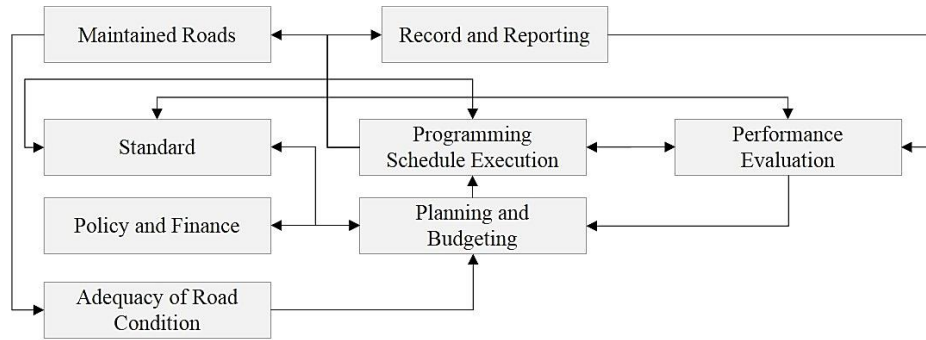 Maintained Roads
Record and Reporting
Standard
Programming
Schedule Execution
Performance
Evaluation
Policy and Finance
Planning and
Budgeting
Adequacy of Road
Condition